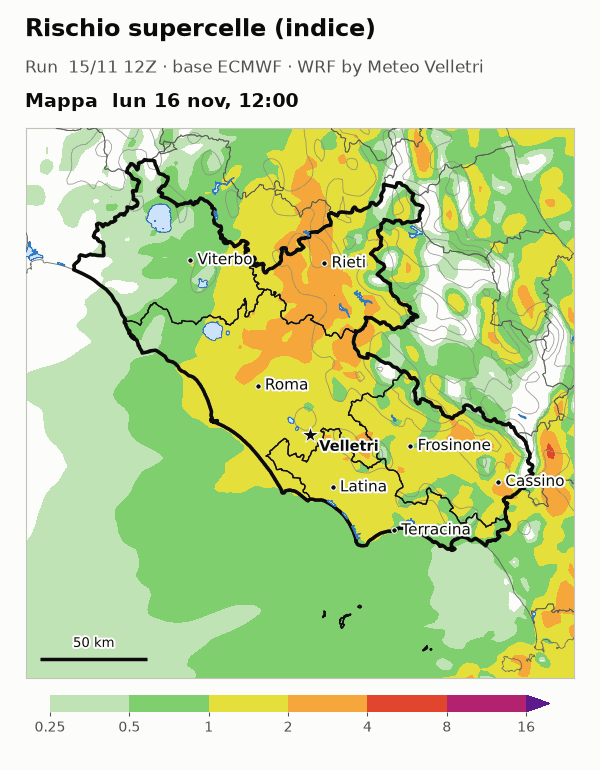 Rischio supercelle (indice)
Run  15/11 12Z · base ECMWF · WRF by Meteo Velletri
Mappa  lun 16 nov, 12:00
Viterbo
Rieti
Roma
Velletri
Frosinone
Cassino
Latina
Terracina
50 km
0.25 0.5 1 2 4 8 16